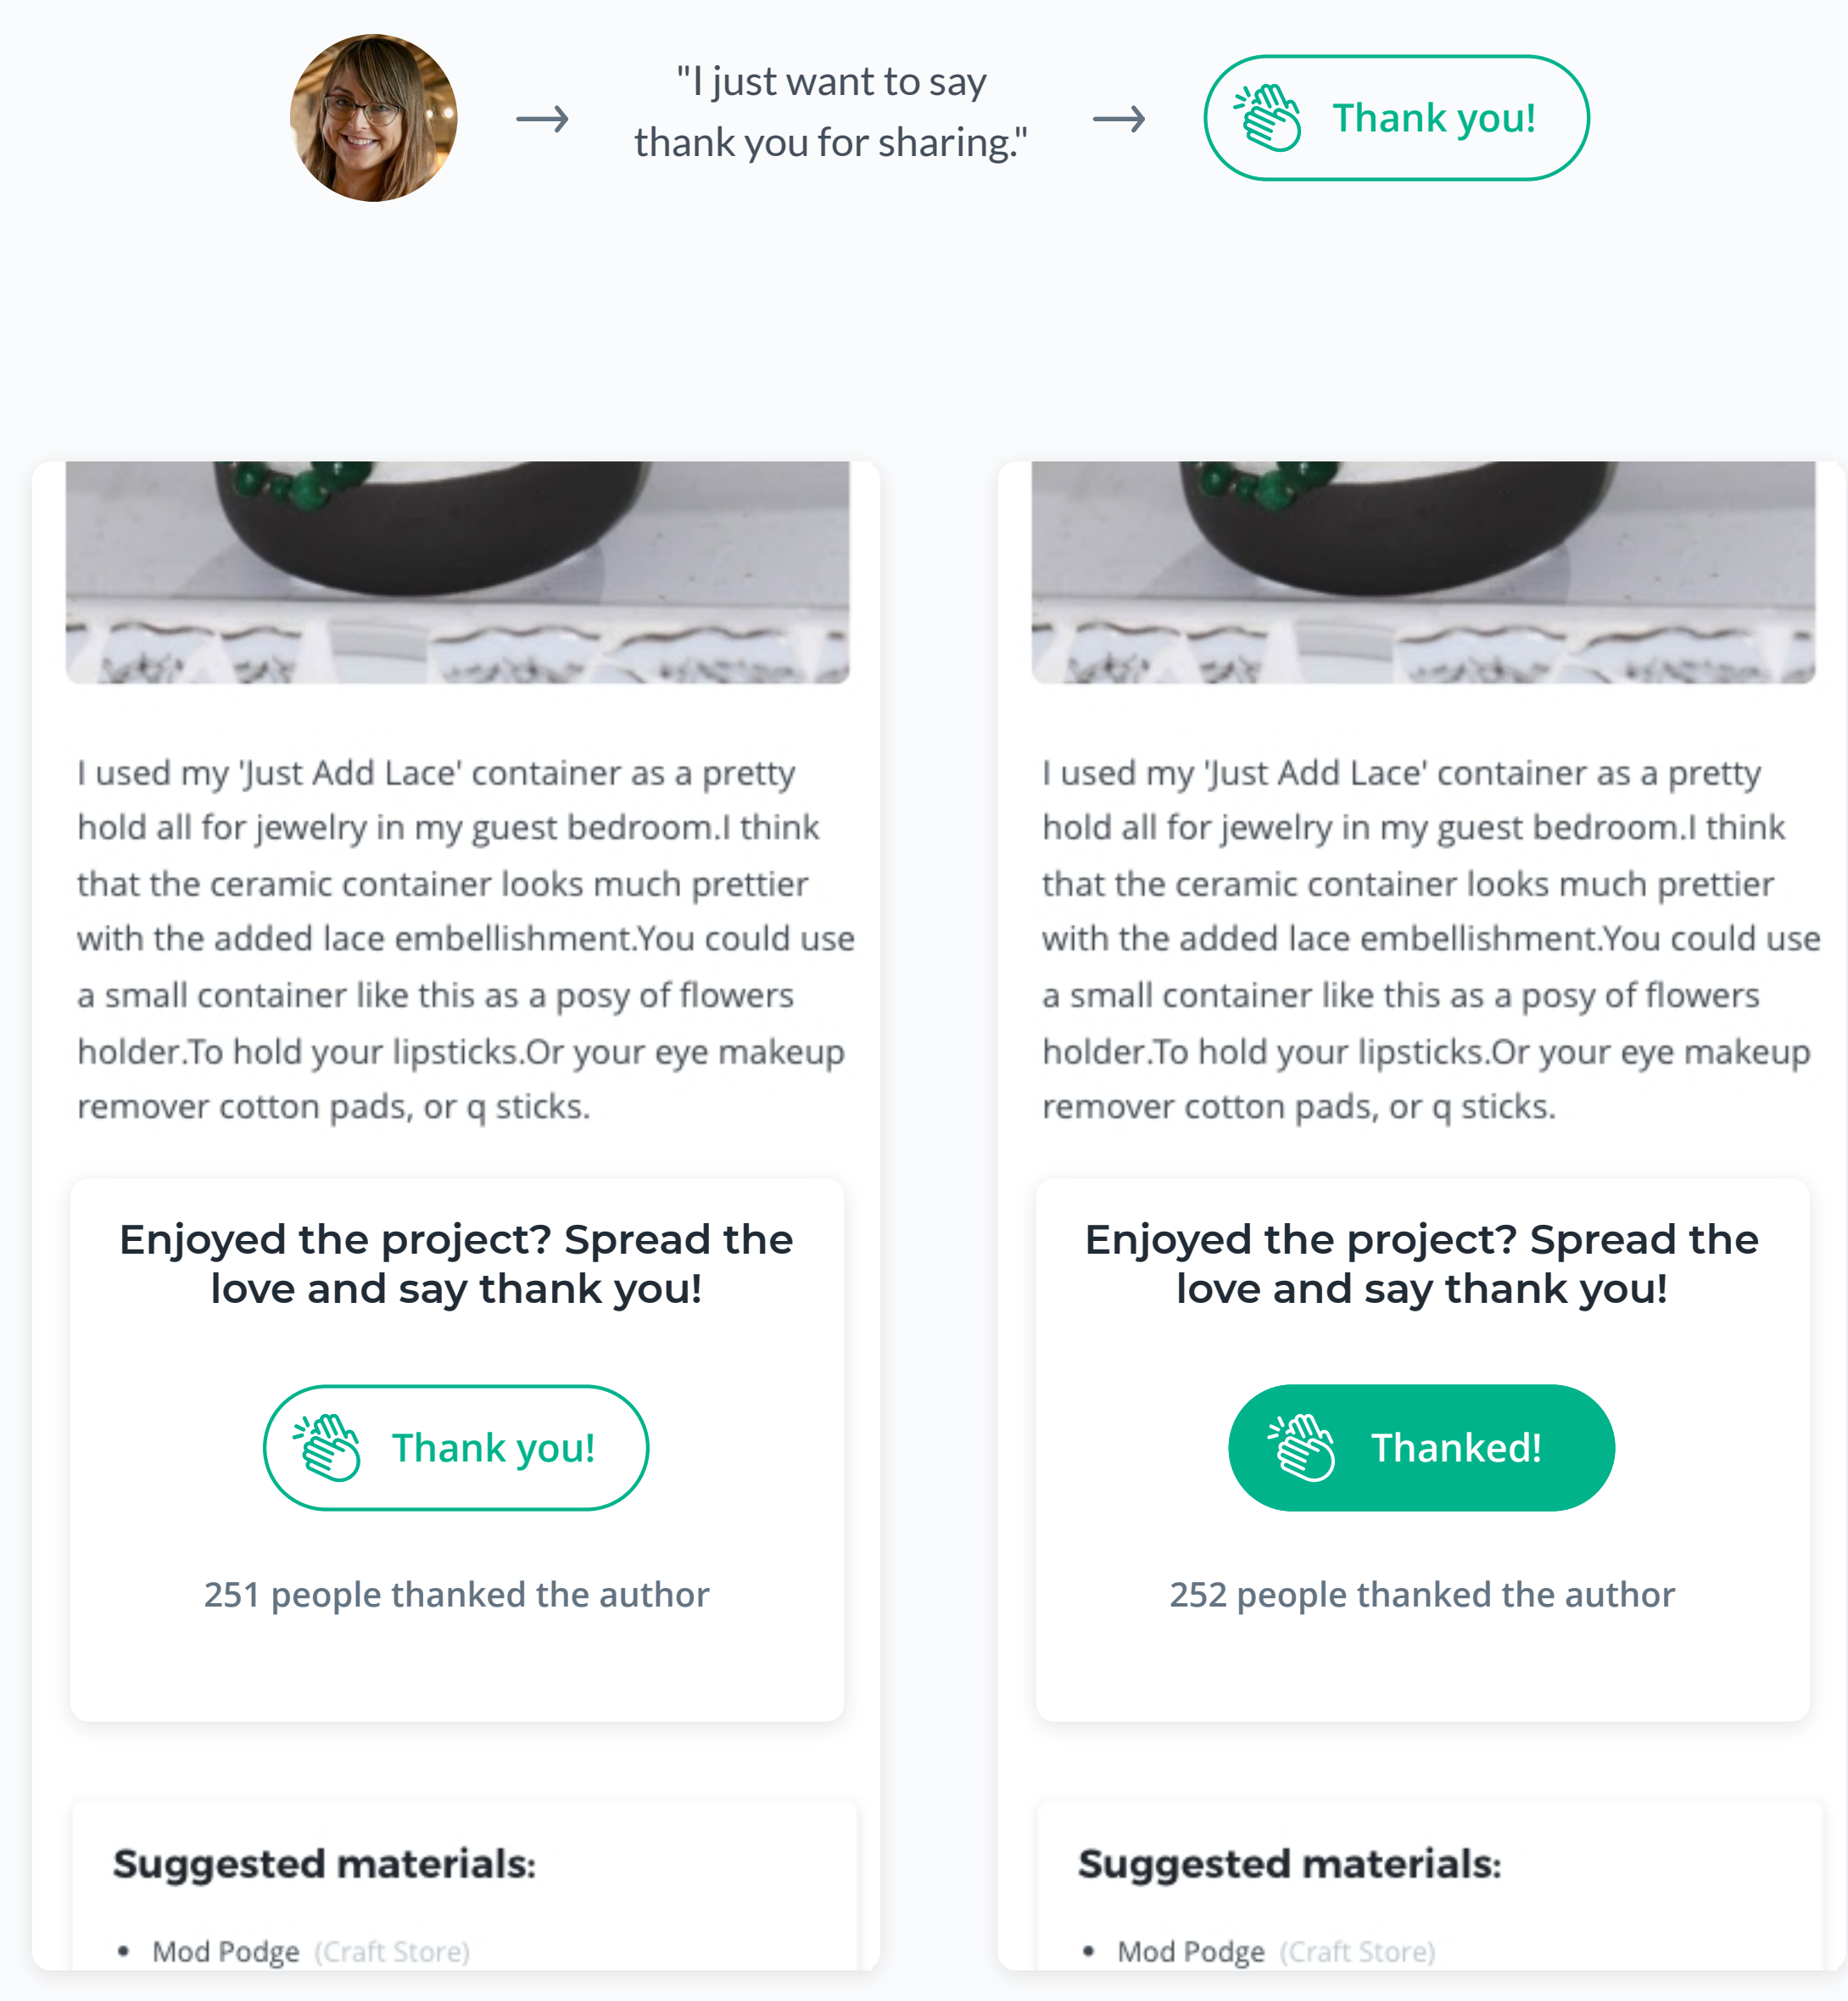 "I just want to say
thank you for sharing."
Thank you!
I used my 'Just Add Lace' container as a pretty
hold all for jewelry in my guest bedroom.I think
that the ceramic container looks much prettier
with the added lace embellishment.You could use
a small container like this as a posy of flowers
holder.To hold your lipsticks.Or your eye makeup
remover cotton pads, or q sticks.
Enjoyed the project? Spread the
love and say thank you!
Thank you!
251 people thanked the author
Suggested materials:
• Mod Podge (Craft Store)
I used my 'Just Add Lace' container as a pretty
hold all for jewelry in my guest bedroom.I think
that the ceramic container looks much prettier
with the added lace embellishment.You could use
a small container like this as a posy of flowers
holder.To hold your lipsticks.Or your eye makeup
remover cotton pads, or q sticks.
Enjoyed the project? Spread the
love and say thank you!
Thanked!
252 people thanked the author
Suggested materials:
• Mod Podge (Craft Store)